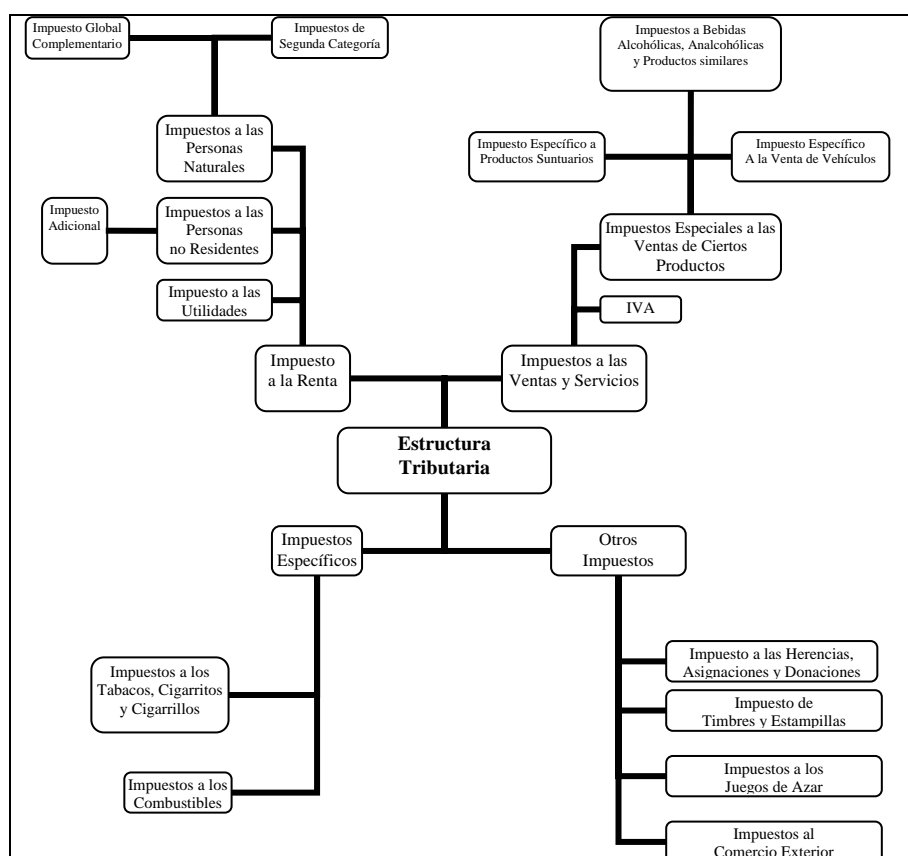 Impuesto Global
Complementario
Impuestos de
Segunda Categoría
Impuestos a Bebidas
Alcohólicas, Analcohólicas
y Productos similares
Impuestos a las
Personas
Naturales
Impuesto Específico a
Productos Suntuarios
Impuesto Específico
A la Venta de Vehículos
Impuesto
Adicional
Impuestos a las
Personas
no Residentes
Impuestos Especiales a las
Ventas de Ciertos
Productos
Impuesto a las
Utilidades
IVA
Impuesto
a la Renta
Impuestos a las
Ventas y Servicios
Estructura
Tributaria
Impuestos
Específicos
Otros
Impuestos
Impuestos a los
Tabacos, Cigarritos
y Cigarrillos
Impuesto a las Herencias,
Asignaciones y Donaciones
Impuesto de
Timbres y Estampillas
Impuestos a los
Combustibles
Impuestos a los
Juegos de Azar
Impuestos al
Comercio Exterior